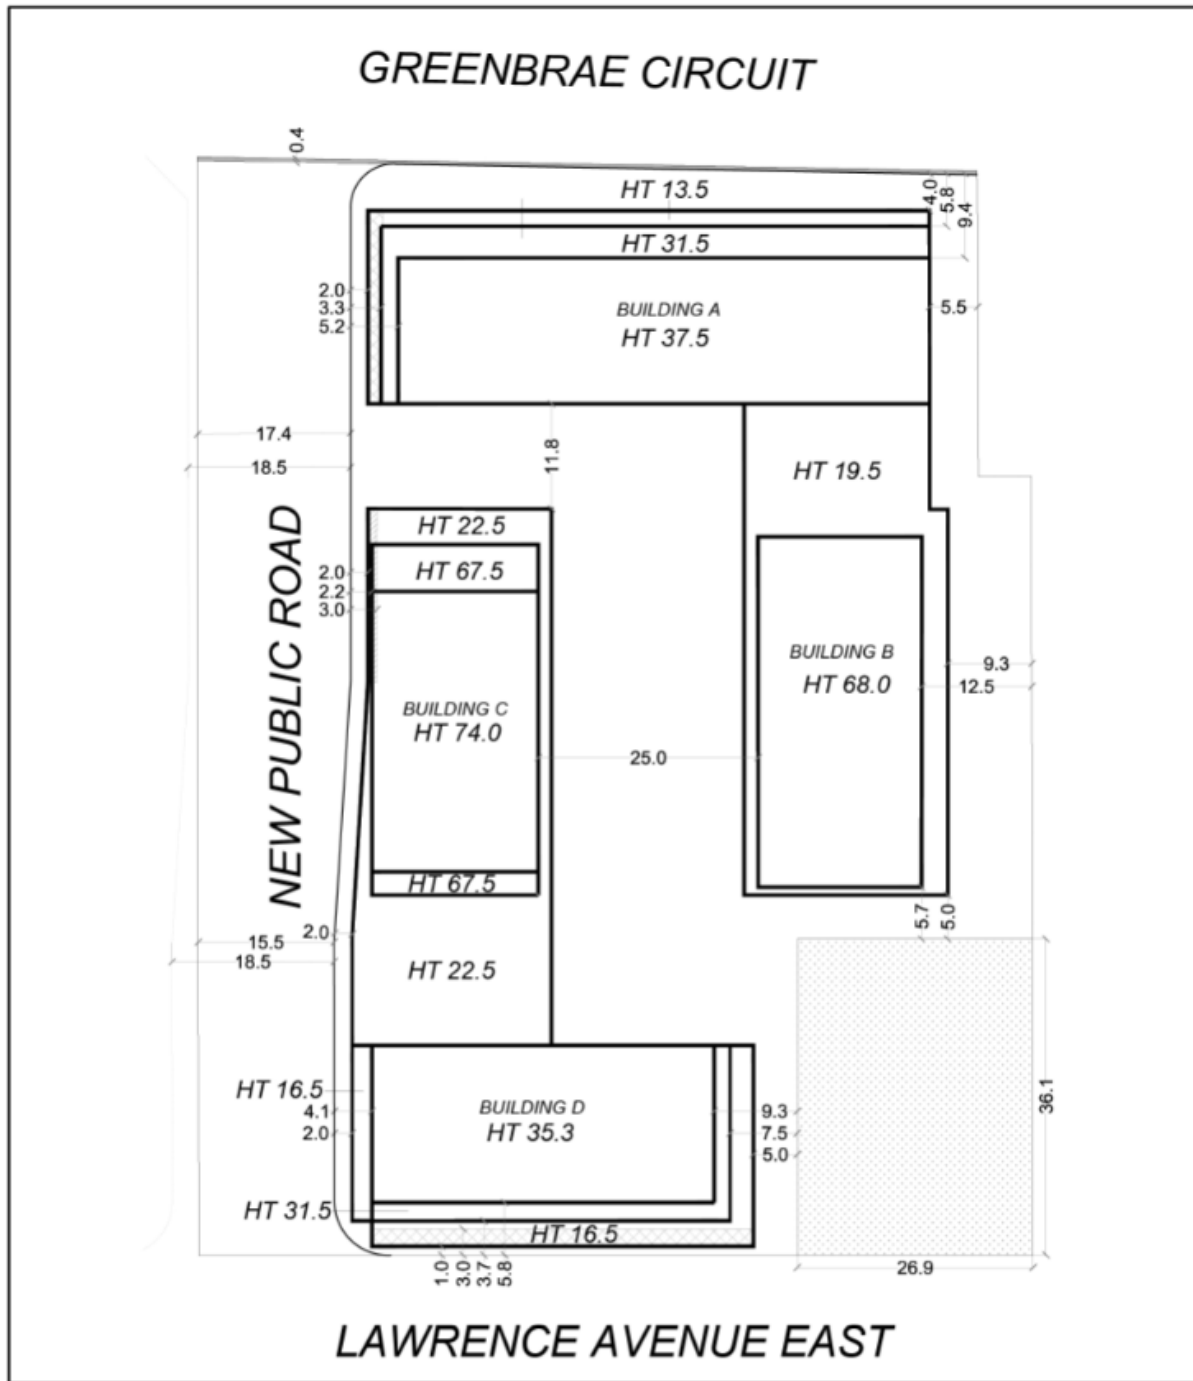 GREENBRAE CIRCUIT
0.4
HT 13.5
4.0
5.8
9.4
HT 31.5
2.0
3.3
5.2
BUILDING A
HT 37.5
5.5
17.4
18.5
11.8
HT 19.5
NEW PUBLIC ROAD
HT 22.5
2.0
HT 67.5
2.2
3.0
BUILDING C
HT 74.0
BUILDING B
HT 68.0
9.3
12.5
25.0
HT 67.5
5.7
5.0
2.0
15.5
18.5
HT 22.5
HT 16.5
4.1
2.0
BUILDING D
HT 35.3
9.3
7.5
5.0
36.1
HT 31.5
HT 16.5
1.0
3.0
3.7
5.8
26.9
LAWRENCE AVENUE EAST